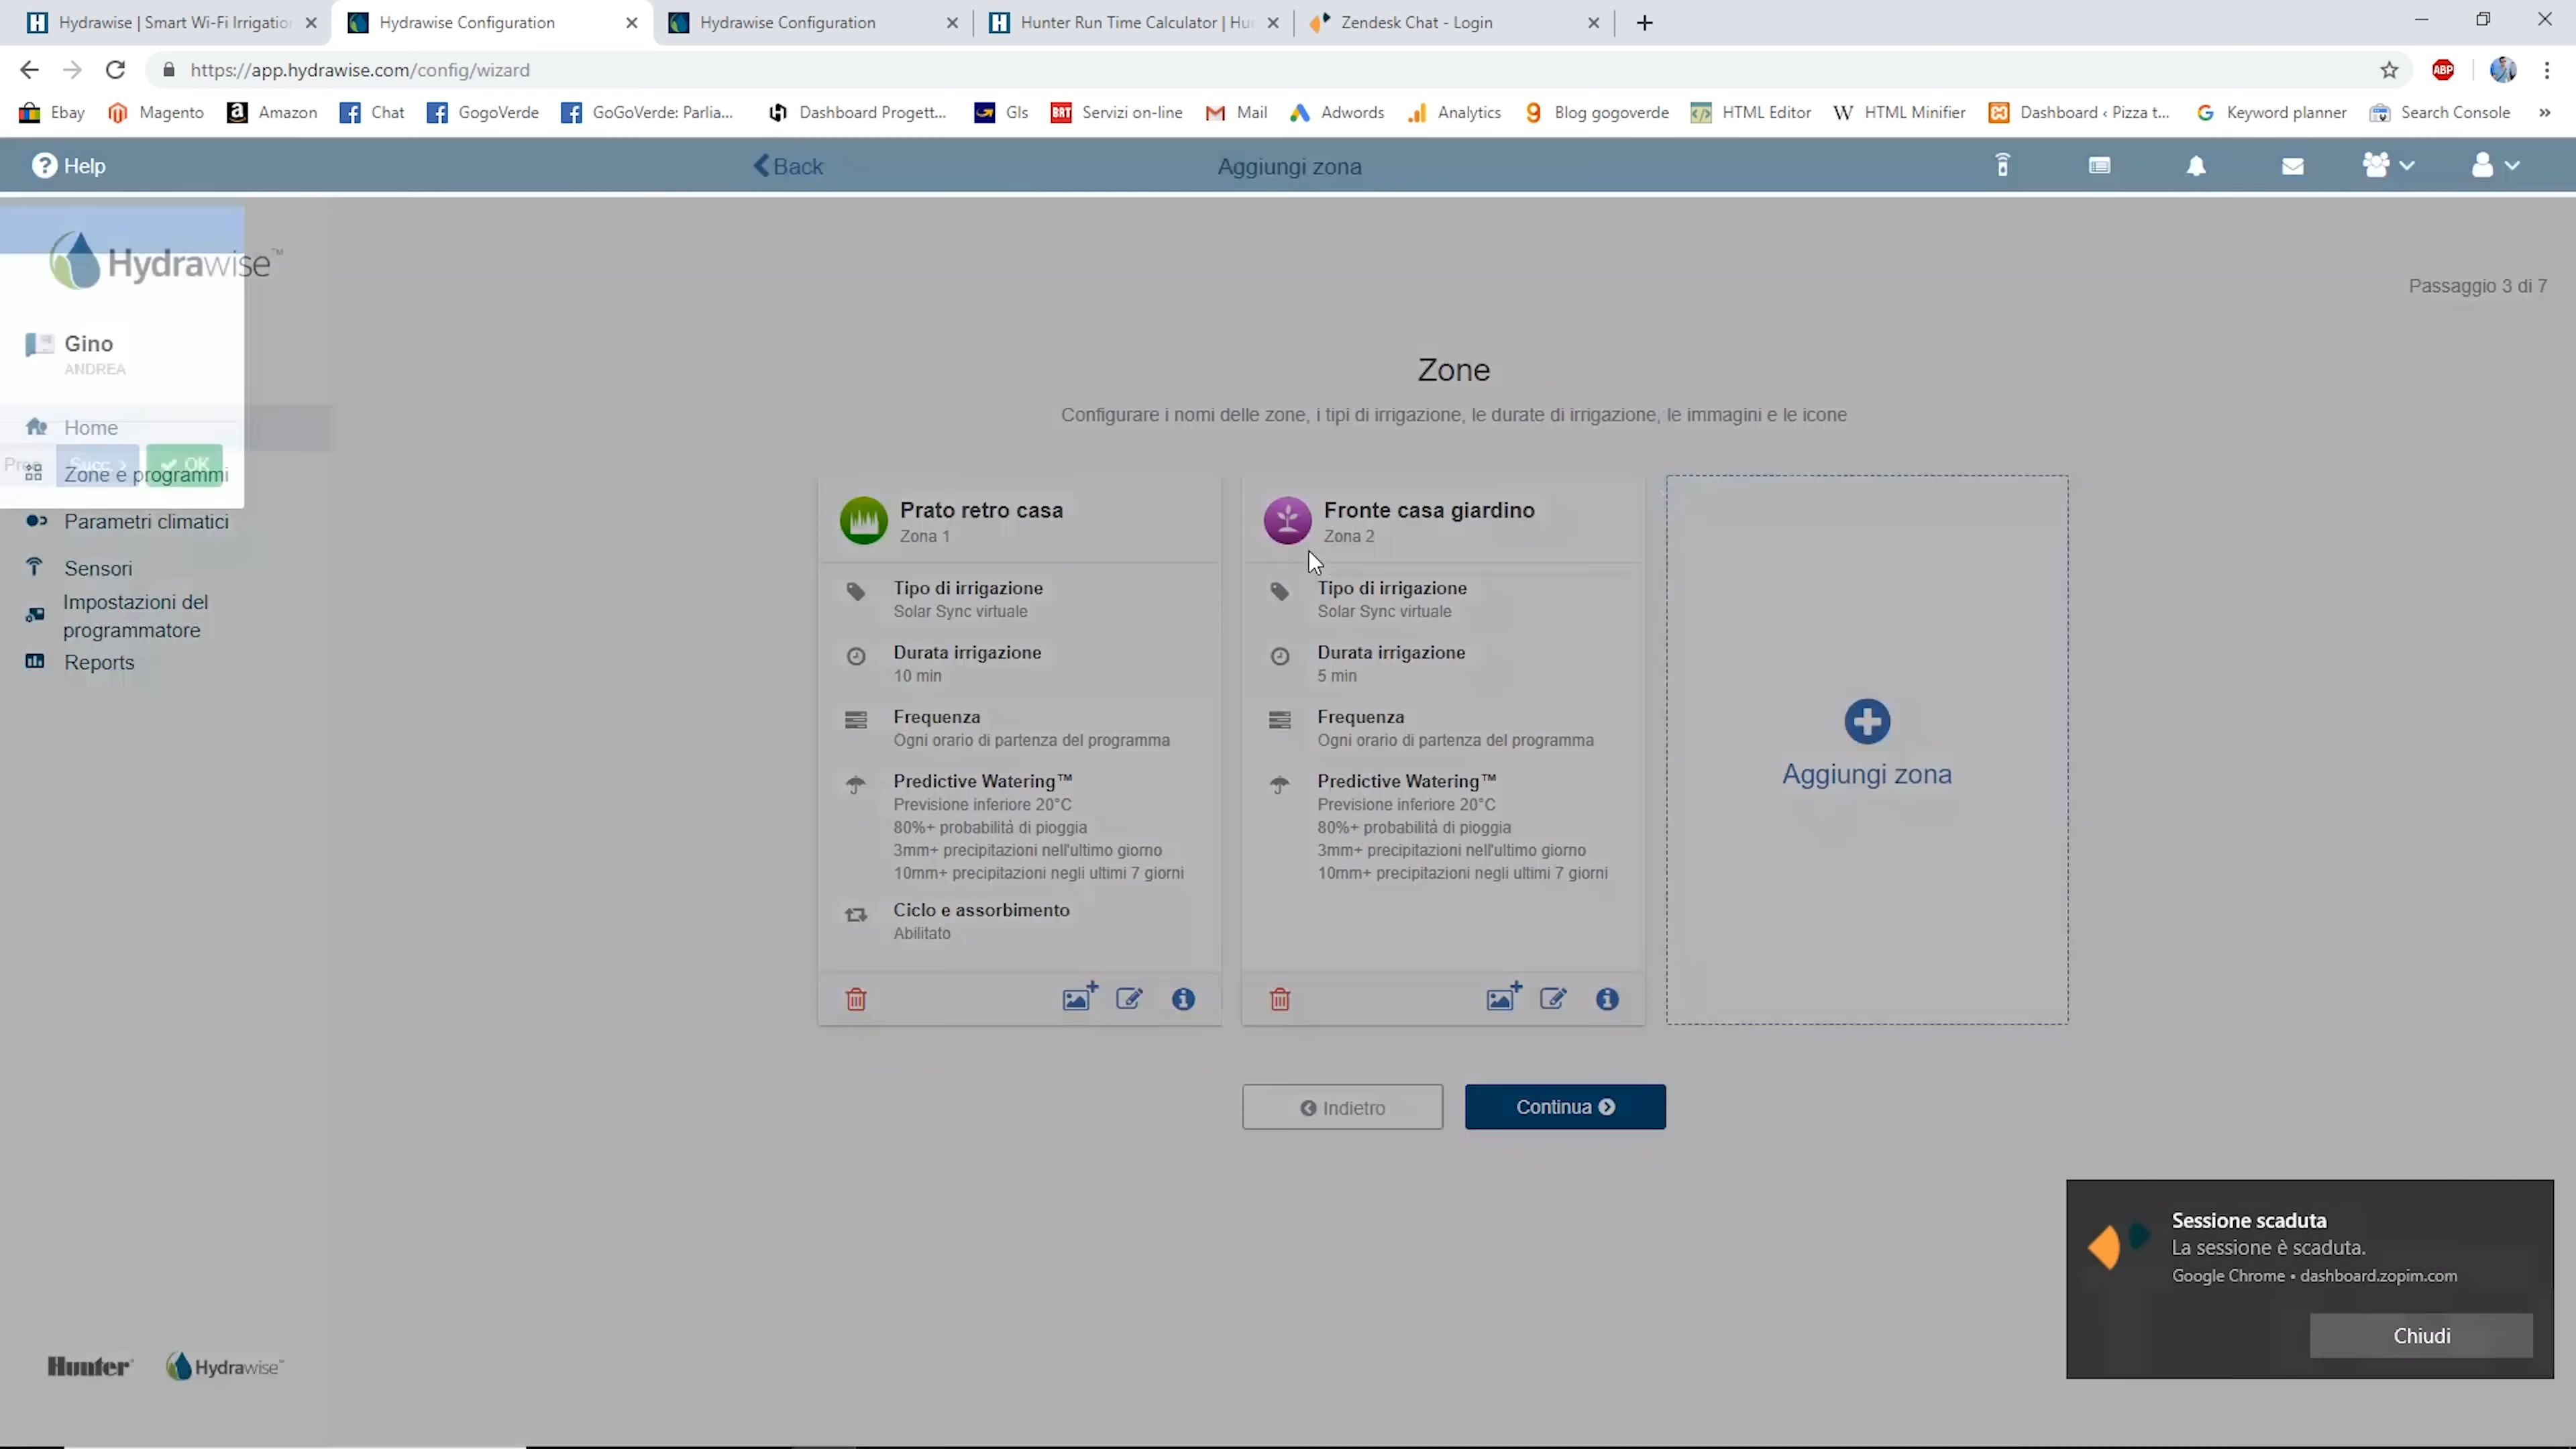 Hydrawise | Smart Wi-Fi Irrigation
Hydrawise Configuration
Hydrawise Configuration
Hunter Run Time Calculator | Hun
Zendesk Chat - Login
https://app.hydrawise.com/config/wizard
ABP
Ebay
Magento
Amazon
Chat
GogoVerde
GoGoVerde: Parlia...
Dashboard Progett...
Gls
BRT
Servizi on-line
Mail
Adwords
Analytics
Blog gogoverde
HTML Editor
HTML Minifier
Dashboard ‹ Pizza t...
Keyword planner
Search Console
»
Help
Back
Aggiungi zona
Hydrawise™
Passaggio 3 di 7
Gino
ANDREA
Home
Succ.
OK
Zone e programmi
Parametri climatici
Sensori
Impostazioni del
programmatore
Reports
Zone
Configurare i nomi delle zone, i tipi di irrigazione, le durate di irrigazione, le immagini e le icone
Prato retro casa
Zona 1
Tipo di irrigazione
Solar Sync virtuale
Durata irrigazione
10 min
Frequenza
Ogni orario di partenza del programma
Predictive Watering™
Previsione inferiore 20°C
80%+ probabilità di pioggia
3mm+ precipitazioni nell'ultimo giorno
10mm+ precipitazioni negli ultimi 7 giorni
Ciclo e assorbimento
Abilitato
Fronte casa giardino
Zona 2
Tipo di irrigazione
Solar Sync virtuale
Durata irrigazione
5 min
Frequenza
Ogni orario di partenza del programma
Predictive Watering™
Previsione inferiore 20°C
80%+ probabilità di pioggia
3mm+ precipitazioni nell'ultimo giorno
10mm+ precipitazioni negli ultimi 7 giorni
Aggiungi zona
Indietro
Continua
Sessione scaduta
La sessione è scaduta.
Google Chrome • dashboard.zopim.com
Chiudi
Hunter®
Hydrawise™